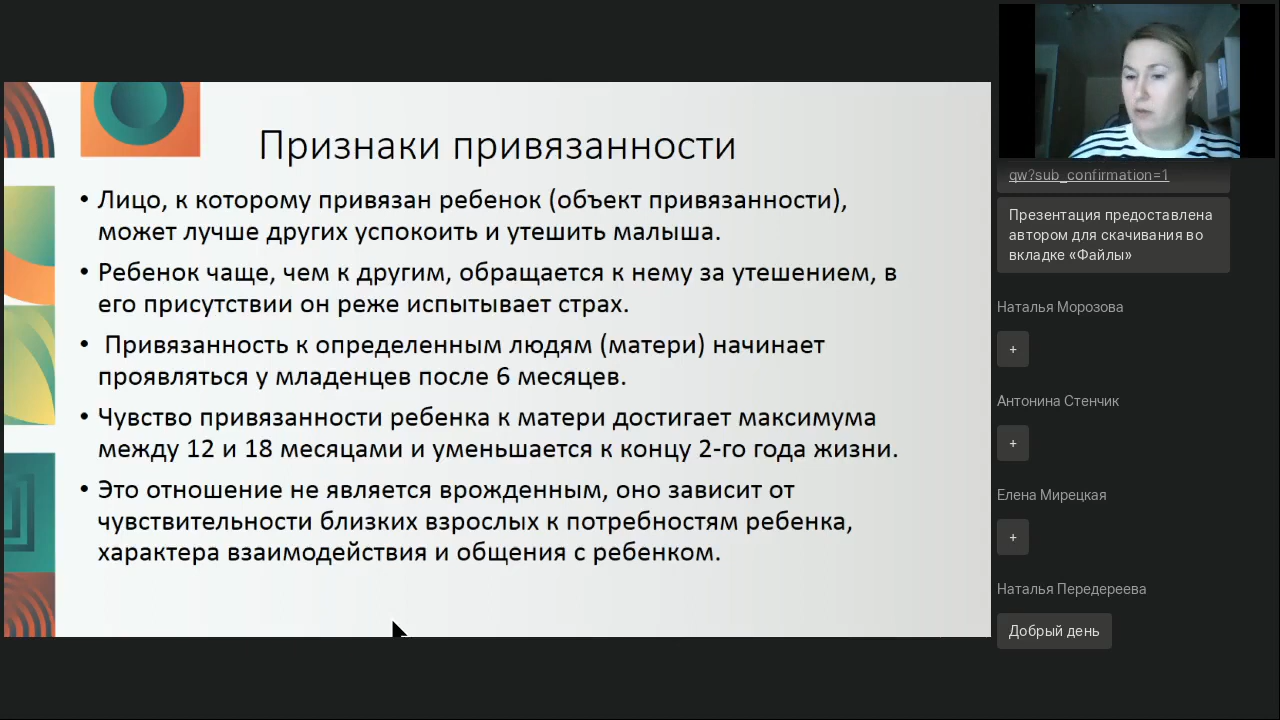 Признаки привязанности
• Лицо, к которому привязан ребенок (объект привязанности),
может лучше других успокоить и утешить малыша.
• Ребенок чаще, чем к другим, обращается к нему за утешением, в
его присутствии он реже испытывает страх.
• Привязанность к определенным людям (матери) начинает
проявляться у младенцев после 6 месяцев.
• Чувство привязанности ребенка к матери достигает максимума
между 12 и 18 месяцами и уменьшается к концу 2-го года жизни.
• Это отношение не является врожденным, оно зависит от
чувствительности близких взрослых к потребностям ребенка,
характера взаимодействия и общения с ребенком.
qw?sub_confirmation=1
Презентация предоставлена
автором для скачивания во
вкладке «Файлы»
Наталья Морозова
+
Антонина Стенчик
+
Елена Мирецкая
+
Наталья Передереева
Добрый день